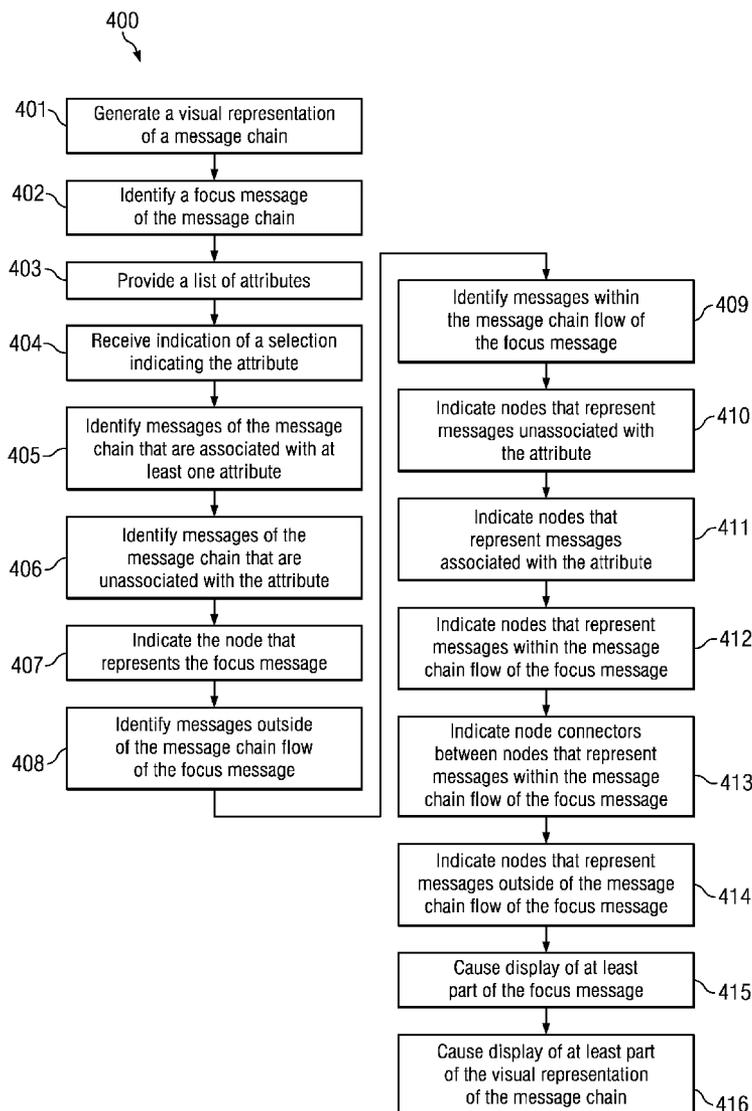 400
401
Generate a visual representation
of a message chain
402
Identify a focus message
of the message chain
403
Provide a list of attributes
404
Receive indication of a selection
indicating the attribute
405
Identify messages of the message
chain that are associated with at
least one attribute
406
Identify messages of the
message chain that are
unassociated with the attribute
407
Indicate the node that
represents the focus message
408
Identify messages outside
of the message chain flow
of the focus message
Identify messages within
the message chain flow of
the focus message
409
Indicate nodes that represent
messages unassociated with
the attribute
410
Indicate nodes that
represent messages
associated with the attribute
411
Indicate nodes that represent
messages within the message
chain flow of the focus message
412
Indicate node connectors
between nodes that represent
messages within the message
chain flow of the focus message
413
Indicate nodes that represent
messages outside of the message
chain flow of the focus message
414
Cause display of at least
part of the focus message
415
Cause display of at least part
of the visual representation
of the message chain
416